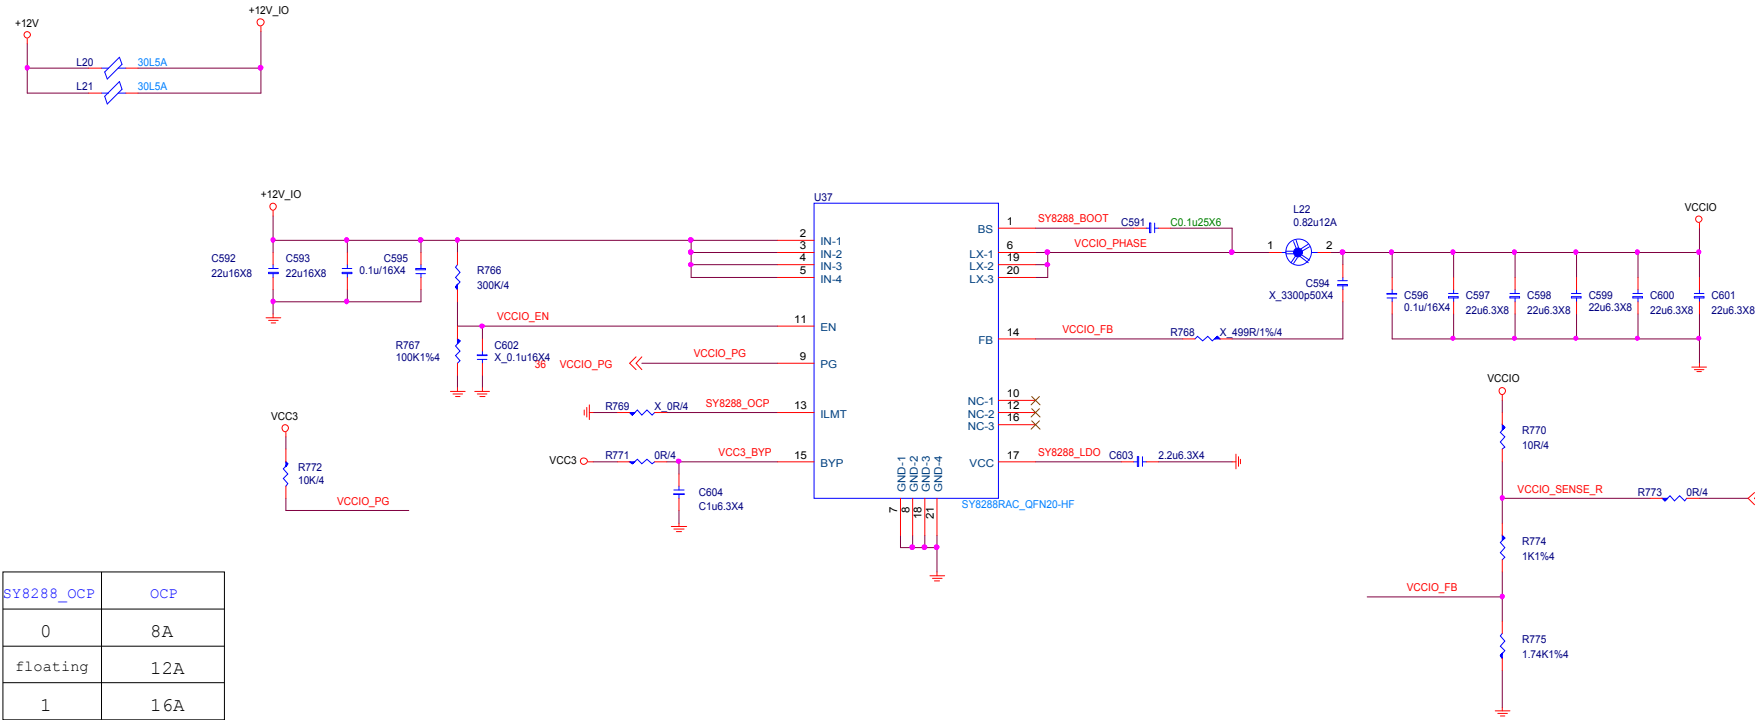 +12V
+12V_IO
L20
30L5A
L21
30L5A
+12V_IO
C592
22u16X8
C593
22u16X8
C595
0.1u/16X4
R766
300K/4
VCCIO_EN
R767
100K1%4
C602
X_0.1u16X4
36
VCCIO_PG
VCCIO_PG
R769
X_0R/4
SY8288_OCP
VCC3
R771
0R/4
VCC3_BYP
C604
C1u6.3X4
VCC3
R772
10K/4
VCCIO_PG
U37
2
IN-1
3
IN-2
4
IN-3
5
IN-4
11
EN
9
PG
13
ILMT
15
BYP
BS
1
LX-1
6
LX-2
19
LX-3
20
FB
14
NC-1
10
NC-2
12
NC-3
16
VCC
17
GND-1
GND-2
GND-3
GND-4
7
8
18
21
SY8288RAC_QFN20-HF
SY8288_BOOT
C591
C0.1u25X6
VCCIO_PHASE
L22
0.82u12A
1
2
VCCIO
C594
X_3300p50X4
VCCIO_FB
R768
X_499R/1%/4
C596
0.1u/16X4
C597
22u6.3X8
C598
22u6.3X8
C599
22u6.3X8
C600
22u6.3X8
C601
22u6.3X8
SY8288_LDO
C603
2.2u6.3X4
VCCIO
R770
10R/4
VCCIO_SENSE_R
R773
0R/4
R774
1K1%4
VCCIO_FB
R775
1.74K1%4
SY8288_OCP
OCP
0
8A
floating
12A
1
16A